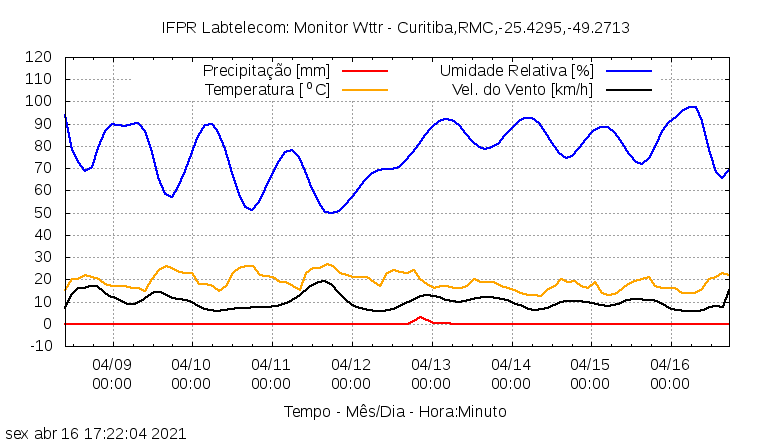 IFPR Labtelecom: Monitor Wttr - Curitiba,RMC,-25.4295,-49.2713
Precipitação [mm]
Temperatura [⁰C]
Umidade Relativa [%]
Vel. do Vento [km/h]
120
110
100
90
80
70
60
50
40
30
20
10
0
-10
04/09 04/10 04/11 04/12 04/13 04/14 04/15 04/16
00:00 00:00 00:00 00:00 00:00 00:00 00:00 00:00
Tempo - Mês/Dia - Hora:Minuto
sex abr 16 17:22:04 2021